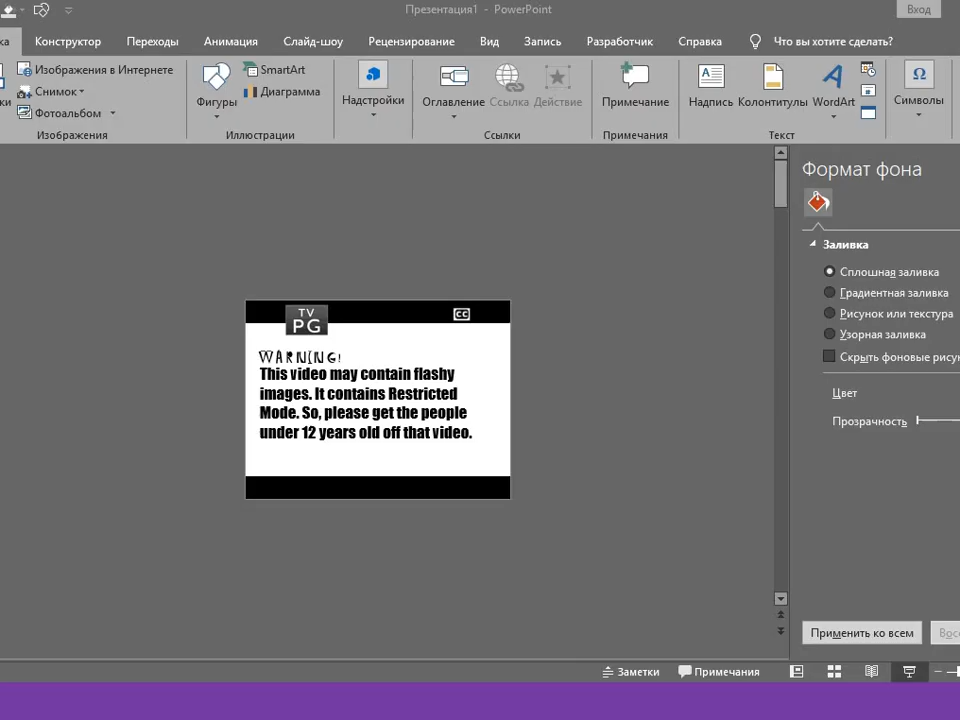 Презентация1 - PowerPoint
Вход
ка
Конструктор
Переходы
Анимация
Слайд-шоу
Рецензирование
Вид
Запись
Разработчик
Справка
Что вы хотите сделать?
Изображения в Интернете
Снимок
Фотоальбом
Изображения
Фигуры
SmartArt
Диаграмма
Иллюстрации
Надстройки
Оглавление
Ссылка
Действие
Ссылки
Примечание
Примечания
Надпись
Колонтитулы
WordArt
Текст
Символы
TV
PG
CC
WARNING!
This video may contain flashy
images. It contains Restricted
Mode. So, please get the people
under 12 years old off that video.
Формат фона
Заливка
Сплошная заливка
Градиентная заливка
Рисунок или текстура
Узорная заливка
Скрыть фоновые рисун
Цвет
Прозрачность
Применить ко всем
Вос
Заметки
Примечания